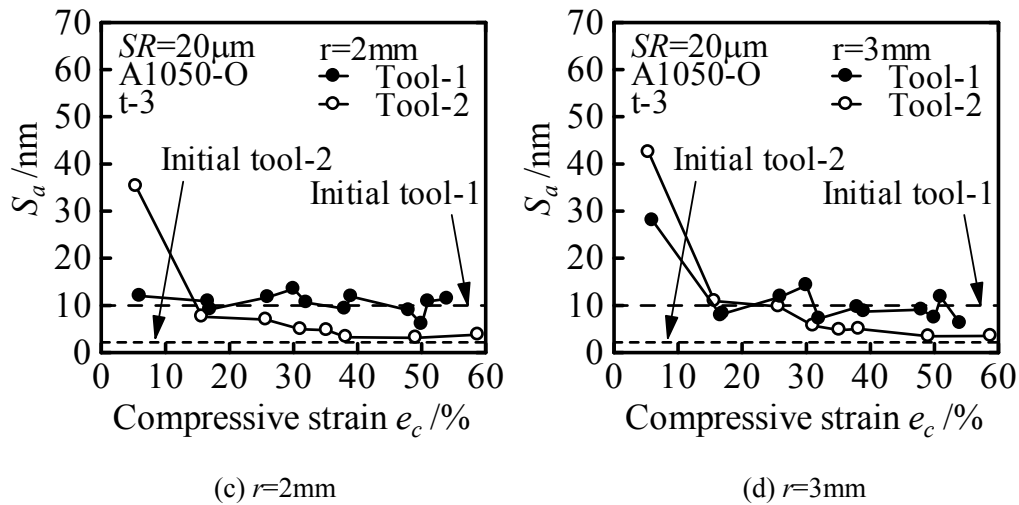 70
60
50
40
30
20
10
0
S_a /nm
SR=20μm
A1050-O
t-3
r=2mm
Tool-1
Tool-2
Initial tool-2
Initial tool-1
0 10 20 30 40 50 60
Compressive strain e_c /%
(c) r=2mm
70
60
50
40
30
20
10
0
S_a /nm
SR=20μm
A1050-O
t-3
r=3mm
Tool-1
Tool-2
Initial tool-2
Initial tool-1
0 10 20 30 40 50 60
Compressive strain e_c /%
(d) r=3mm